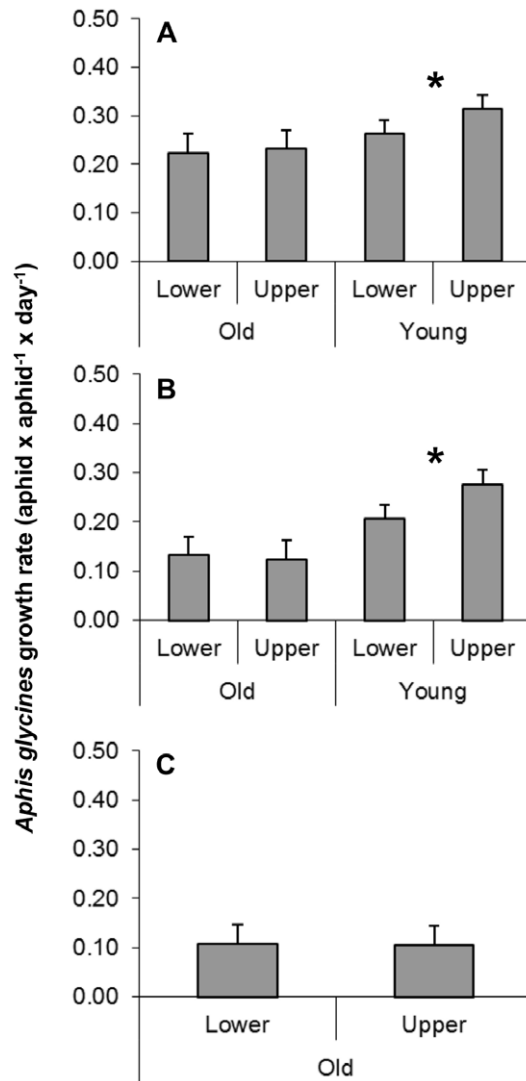 Aphis glycines growth rate (aphid x aphid⁻¹ x day⁻¹)
A
*
0.50
0.40
0.30
0.20
0.10
0.00
Lower Upper Lower Upper
Old Young
B
*
0.50
0.40
0.30
0.20
0.10
0.00
Lower Upper Lower Upper
Old Young
C
0.50
0.40
0.30
0.20
0.10
0.00
Lower Upper
Old